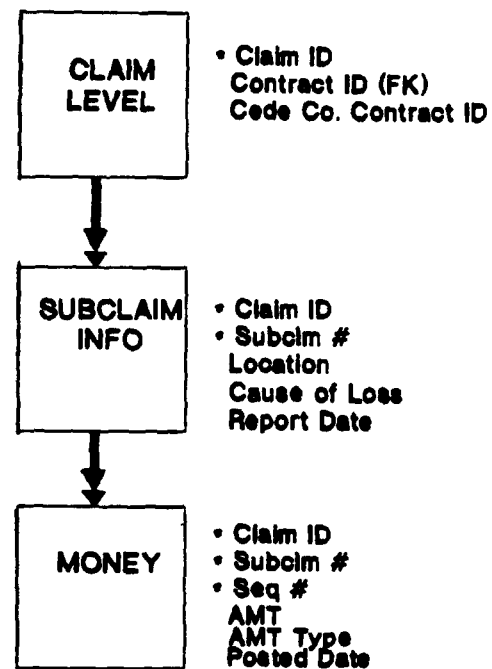 CLAIM
LEVEL
• Claim ID
Contract ID (FK)
Cede Co. Contract ID
SUBCLAIM
INFO
• Claim ID
• Subclm #
Location
Cause of Loss
Report Date
MONEY
• Claim ID
• Subclm #
• Seq #
AMT
AMT Type
Posted Date